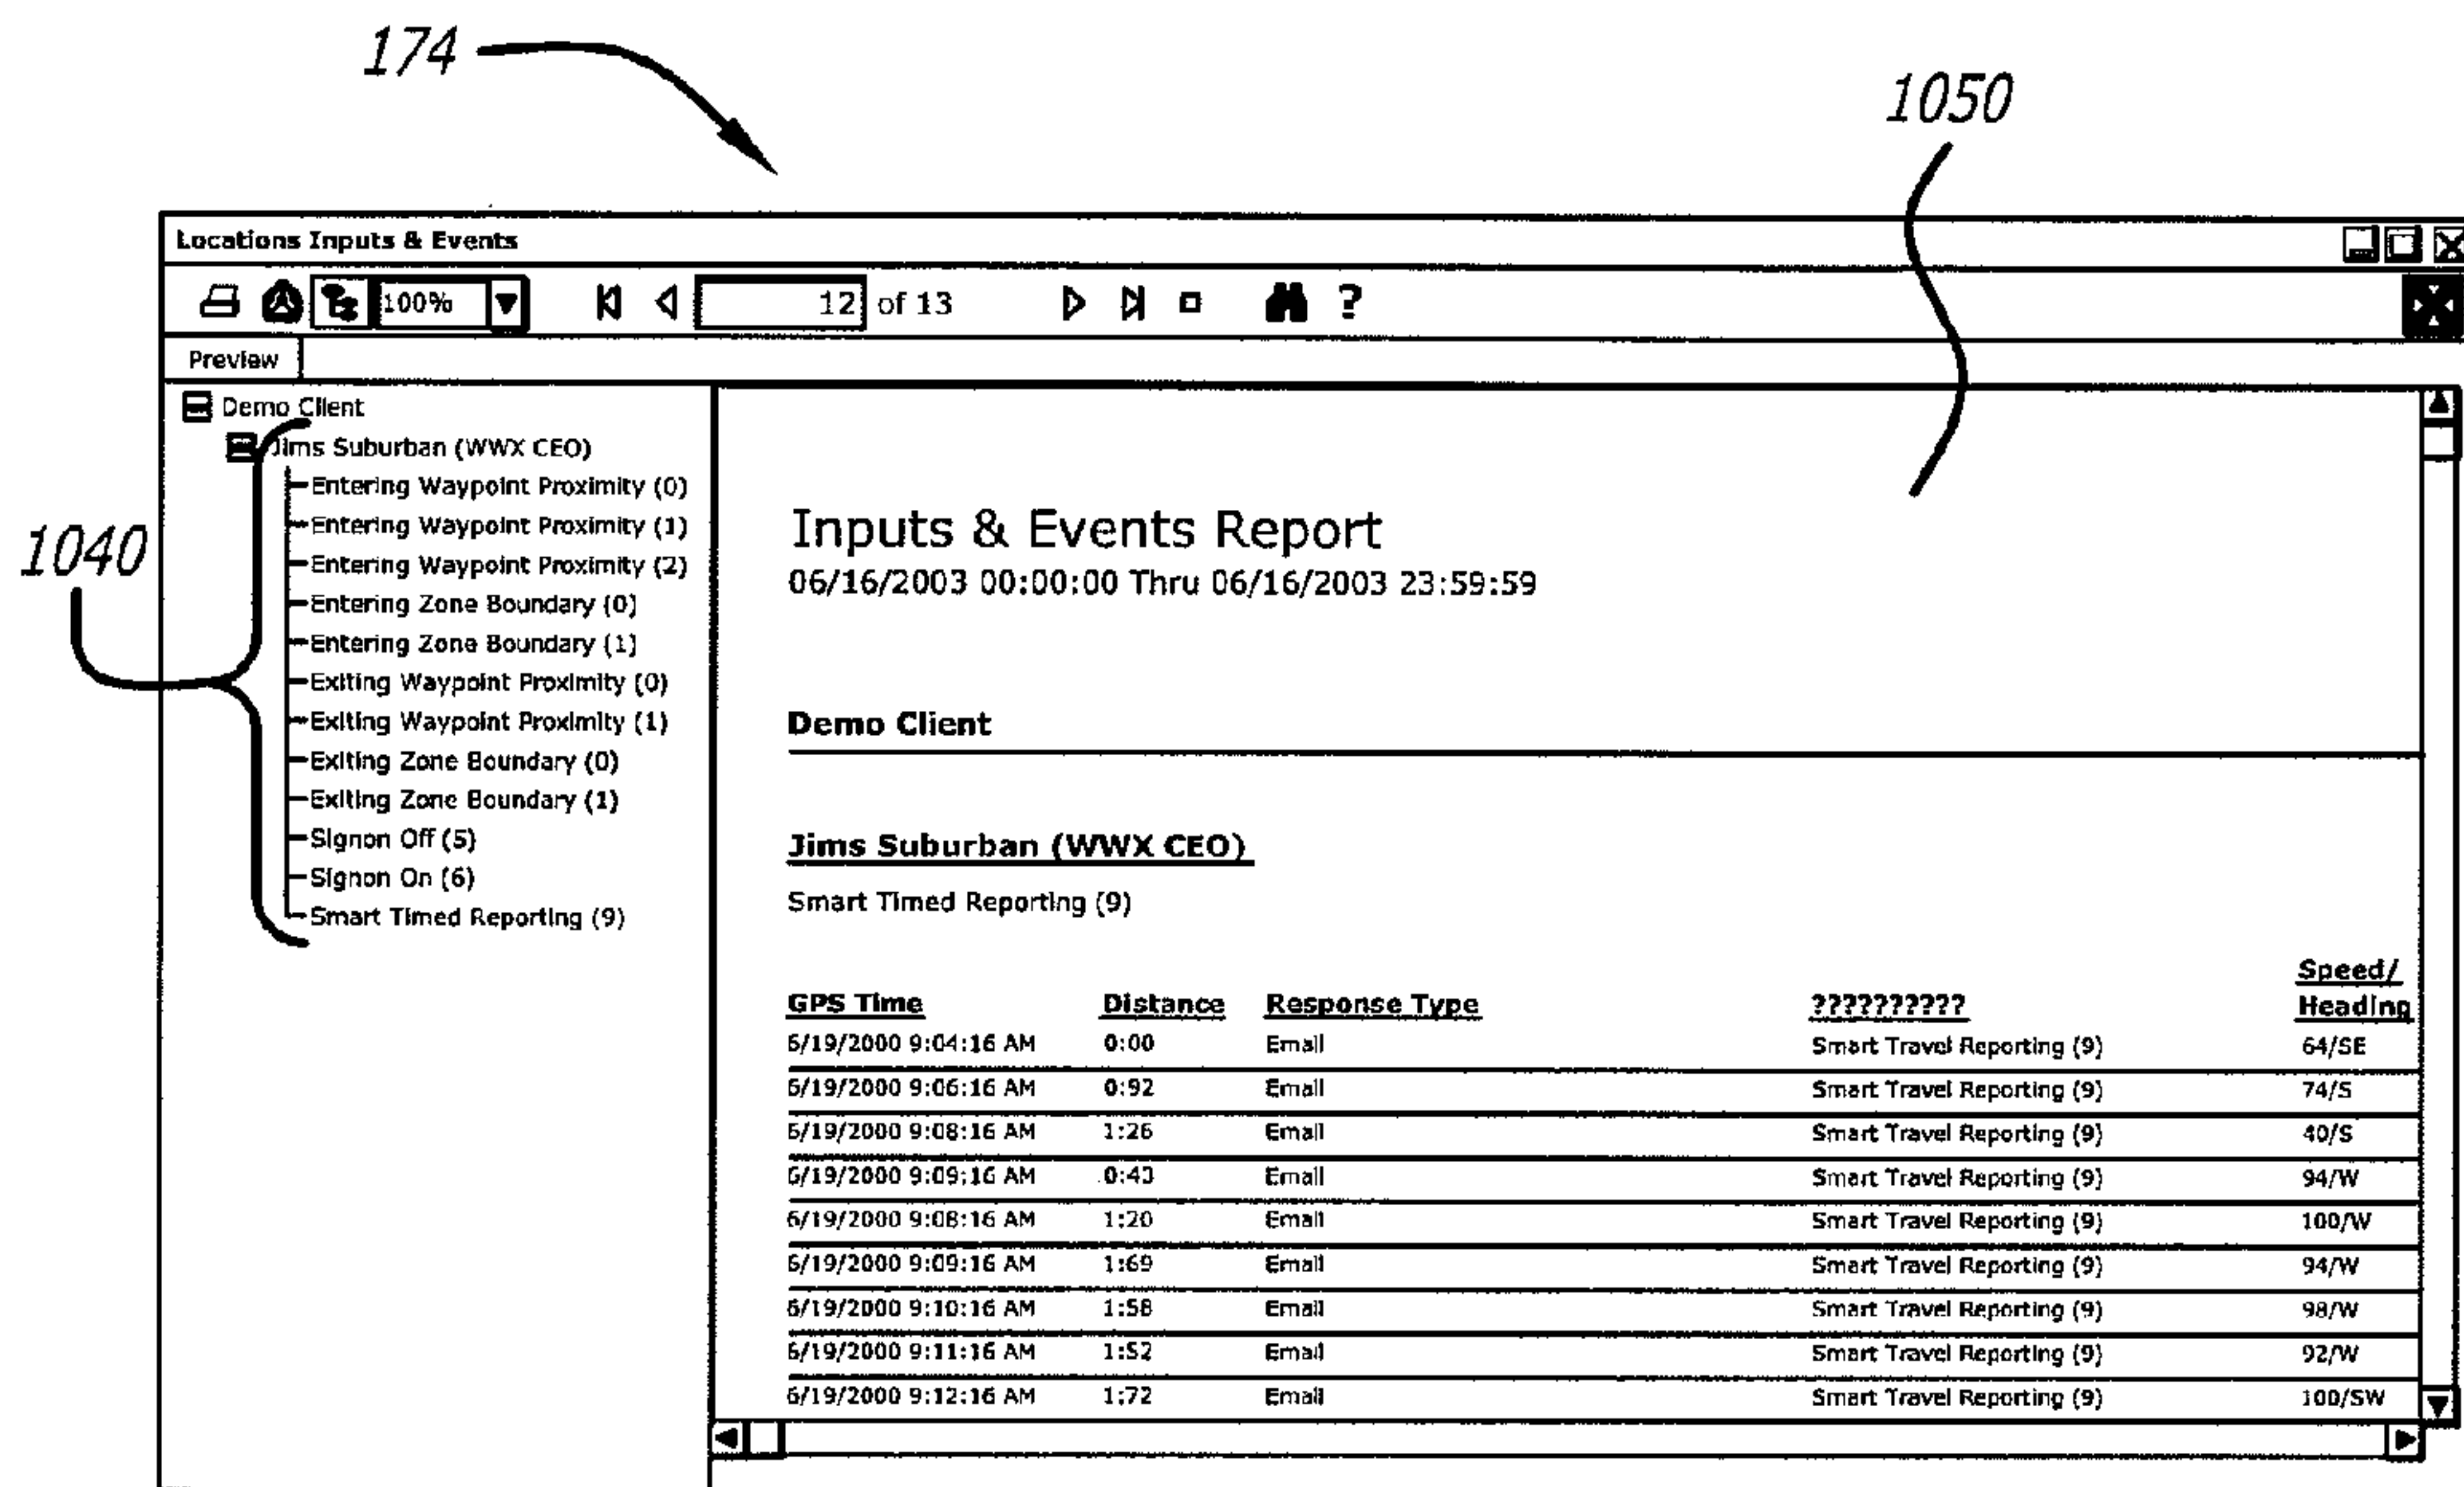 174
1050
Locations Inputs & Events
100%
12 of 13
?
Preview
Demo Client
Jims Suburban (WWX CEO)
Entering Waypoint Proximity (0)
Entering Waypoint Proximity (1)
Entering Waypoint Proximity (2)
Entering Zone Boundary (0)
Entering Zone Boundary (1)
Exiting Waypoint Proximity (0)
Exiting Waypoint Proximity (1)
Exiting Zone Boundary (0)
Exiting Zone Boundary (1)
Signon Off (5)
Signon On (6)
Smart Timed Reporting (9)
1040
Inputs & Events Report
06/16/2003 00:00:00 Thru 06/16/2003 23:59:59
Demo Client
Jims Suburban (WWX CEO)
Smart Timed Reporting (9)
GPS Time Distance Response Type ?????????? Speed/ Heading
6/19/2000 9:04:16 AM 0:00 Email Smart Travel Reporting (9) 64/SE
6/19/2000 9:06:16 AM 0:92 Email Smart Travel Reporting (9) 74/S
6/19/2000 9:08:16 AM 1:26 Email Smart Travel Reporting (9) 40/S
6/19/2000 9:09:16 AM 0:43 Email Smart Travel Reporting (9) 94/W
6/19/2000 9:08:16 AM 1:20 Email Smart Travel Reporting (9) 100/W
6/19/2000 9:09:16 AM 1:69 Email Smart Travel Reporting (9) 94/W
6/19/2000 9:10:16 AM 1:58 Email Smart Travel Reporting (9) 98/W
6/19/2000 9:11:16 AM 1:52 Email Smart Travel Reporting (9) 92/W
6/19/2000 9:12:16 AM 1:72 Email Smart Travel Reporting (9) 100/SW